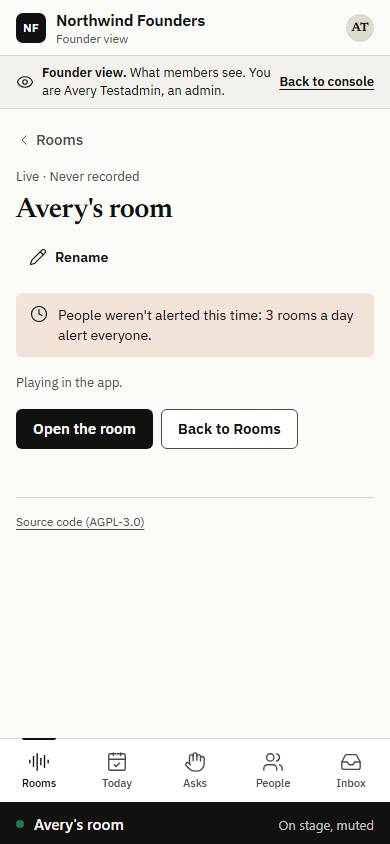 NF
Northwind Founders
Founder view
AT
Founder view. What members see. You
are Avery Testadmin, an admin.
Back to console
Rooms
Live · Never recorded
Avery's room
Rename
People weren't alerted this time: 3 rooms a day
alert everyone.
Playing in the app.
Open the room
Back to Rooms
Source code (AGPL-3.0)
Rooms
Today
Asks
People
Inbox
Avery's room
On stage, muted